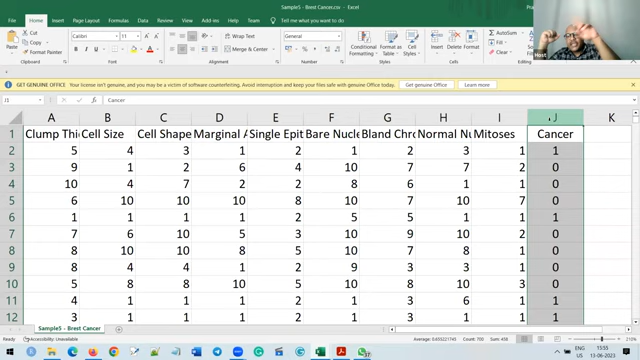 Sample5 - Brest Cancer.csv - Excel
File Home Insert Page Layout Formulas Data Review View Add-ins Help Tell me what you want to do
Cut
Copy
Format Painter
Paste
Clipboard
Calibri 11
Font
Wrap Text
Merge & Center
Alignment
General
Number
Conditional Formatting
Format as Table
Cell Styles
Styles
Insert Delete Format
Cells
AutoSum
Fill
Clear
Host
GET GENUINE OFFICE Your license isn't genuine, and you may be a victim of software counterfeiting. Avoid interruption and keep your files safe with genuine Office today. Get genuine Office Learn more
J1 Cancer
A B C D E F G H I J K
1 Clump Thi Cell Size Cell Shape Marginal A Single Epit Bare Nucle Bland Chro Normal Nu Mitoses Cancer
2 5 4 3 1 2 1 2 3 1 1
3 9 1 2 6 4 10 7 7 2 0
4 10 4 7 2 2 8 6 1 1 0
5 6 10 10 10 8 10 7 10 7 0
6 1 1 1 1 2 5 5 1 1 1
7 7 6 10 5 3 10 9 10 2 0
8 8 10 10 8 5 10 7 8 1 0
9 8 4 4 1 2 9 3 3 1 0
10 5 8 8 10 5 10 8 10 3 0
11 4 1 1 1 2 1 3 6 1 1
12 3 1 1 1 2 2 3 1 1 1
Sample5 - Brest Cancer
Ready Accessibility: Unavailable
Count: 700 Sum: 458
210%
ENG
15:55
13-06-2023